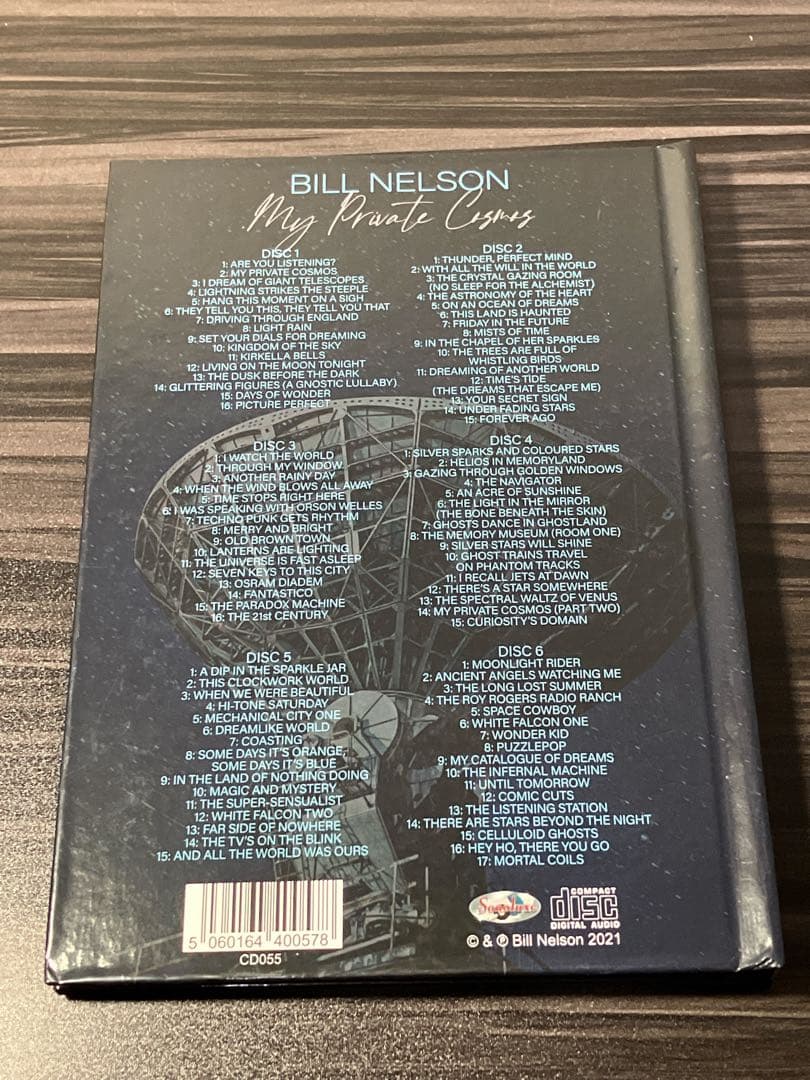 BILL NELSON
My Private Cosmos
DISC 1
1: ARE YOU LISTENING?
2: MY PRIVATE COSMOS
3: I DREAM OF GIANT TELESCOPES
4: LIGHTNING STRIKES THE STEEPLE
5: HANG THIS MOMENT ON A SIGH
6: THEY TELL YOU THIS, THEY TELL YOU THAT
7: DRIVING THROUGH ENGLAND
8: LIGHT RAIN
9: SET YOUR DIALS FOR DREAMING
10: KINGDOM OF THE SKY
11: KIRKELLA BELLS
12: LIVING ON THE MOON TONIGHT
13: THE DUSK BEFORE THE DARK
14: GLITTERING FIGURES (A GNOSTIC LULLABY)
15: DAYS OF WONDER
16: PICTURE PERFECT
DISC 2
1: THUNDER, PERFECT MIND
2: WITH ALL THE WILL IN THE WORLD
3: THE CRYSTAL GAZING ROOM
(NO SLEEP FOR THE ALCHEMIST)
4: THE ASTRONOMY OF THE HEART
5: ON AN OCEAN OF DREAMS
6: THIS LAND IS HAUNTED
7: FRIDAY IN THE FUTURE
8: MISTS OF TIME
9: IN THE CHAPEL OF HER SPARKLES
10: THE TREES ARE FULL OF
WHISTLING BIRDS
11: DREAMING OF ANOTHER WORLD
12: TIME'S TIDE
(THE DREAMS THAT ESCAPE ME)
13: YOUR SECRET SIGN
14: UNDER FADING STARS
15: FOREVER AGO
DISC 3
1: I WATCH THE WORLD
2: THROUGH MY WINDOW
3: ANOTHER RAINY DAY
4: WHEN THE WIND BLOWS ALL AWAY
5: TIME STOPS RIGHT HERE
6: I WAS SPEAKING WITH ORSON WELLES
7: TECHNO PUNK GETS RHYTHM
8: MERRY AND BRIGHT
9: OLD BROWN TOWN
10: LANTERNS ARE LIGHTING
11: THE UNIVERSE IS FAST ASLEEP
12: SEVEN KEYS TO THIS CITY
13: OSRAM DIADEM
14: FANTASTICO
15: THE PARADOX MACHINE
16: THE 21st CENTURY
DISC 4
1: SILVER SPARKS AND COLOURED STARS
2: HELIOS IN MEMORYLAND
3: GAZING THROUGH GOLDEN WINDOWS
4: THE NAVIGATOR
5: AN ACRE OF SUNSHINE
6: THE LIGHT IN THE MIRROR
(THE BONE BENEATH THE SKIN)
7: GHOSTS DANCE IN GHOSTLAND
8: THE MEMORY MUSEUM (ROOM ONE)
9: SILVER STARS WILL SHINE
10: GHOST TRAINS TRAVEL
ON PHANTOM TRACKS
11: I RECALL JETS AT DAWN
12: THERE'S A STAR SOMEWHERE
13: THE SPECTRAL WALTZ OF VENUS
14: MY PRIVATE COSMOS (PART TWO)
15: CURIOSITY'S DOMAIN
DISC 5
1: A DIP IN THE SPARKLE JAR
2: THIS CLOCKWORK WORLD
3: WHEN WE WERE BEAUTIFUL
4: HI-TONE SATURDAY
5: MECHANICAL CITY ONE
6: DREAMLIKE WORLD
7: COASTING
8: SOME DAYS IT'S ORANGE,
SOME DAYS IT'S BLUE
9: IN THE LAND OF NOTHING DOING
10: MAGIC AND MYSTERY
11: THE SUPER-SENSUALIST
12: WHITE FALCON TWO
13: FAR SIDE OF NOWHERE
14: THE TV'S ON THE BLINK
15: AND ALL THE WORLD WAS OURS
DISC 6
1: MOONLIGHT RIDER
2: ANCIENT ANGELS WATCHING ME
3: THE LONG LOST SUMMER
4: THE ROY ROGERS RADIO RANCH
5: SPACE COWBOY
6: WHITE FALCON ONE
7: WONDER KID
8: PUZZLEPOP
9: MY CATALOGUE OF DREAMS
10: THE INFERNAL MACHINE
11: UNTIL TOMORROW
12: COMIC CUTS
13: THE LISTENING STATION
14: THERE ARE STARS BEYOND THE NIGHT
15: CELLULOID GHOSTS
16: HEY HO, THERE YOU GO
17: MORTAL COILS
5 060164 400578
CD055
Sonoluxe
COMPACT
disc
DIGITAL AUDIO
© & ℗ Bill Nelson 2021